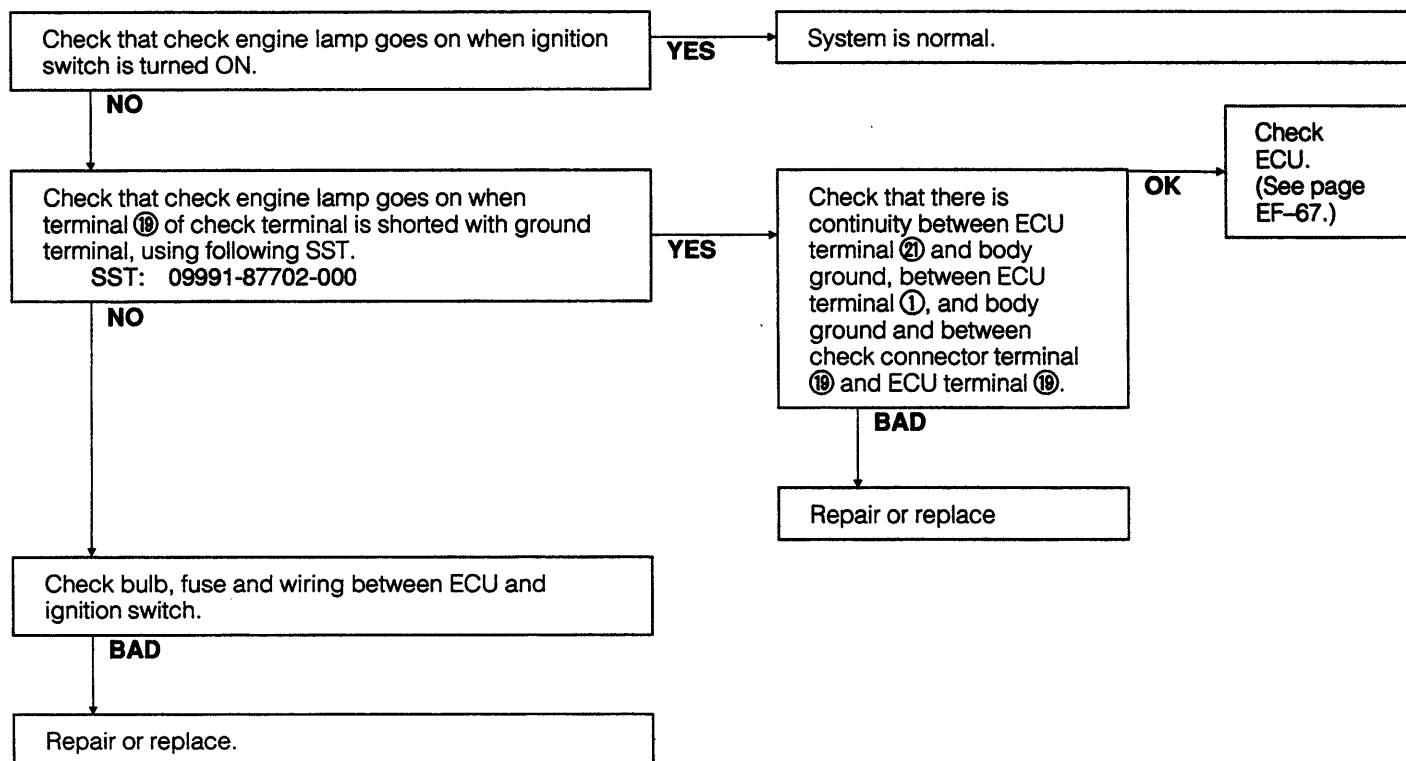 Check that check engine lamp goes on when ignition
switch is turned ON.
YES
System is normal.
NO
Check that check engine lamp goes on when
terminal ⑲ of check terminal is shorted with ground
terminal, using following SST.
SST: 09991-87702-000
YES
Check that there is
continuity between ECU
terminal ㉑ and body
ground, between ECU
terminal ①, and body
ground and between
check connector terminal
⑲ and ECU terminal ⑲.
OK
Check
ECU.
(See page
EF–67.)
NO
BAD
Repair or replace
Check bulb, fuse and wiring between ECU and
ignition switch.
BAD
Repair or replace.